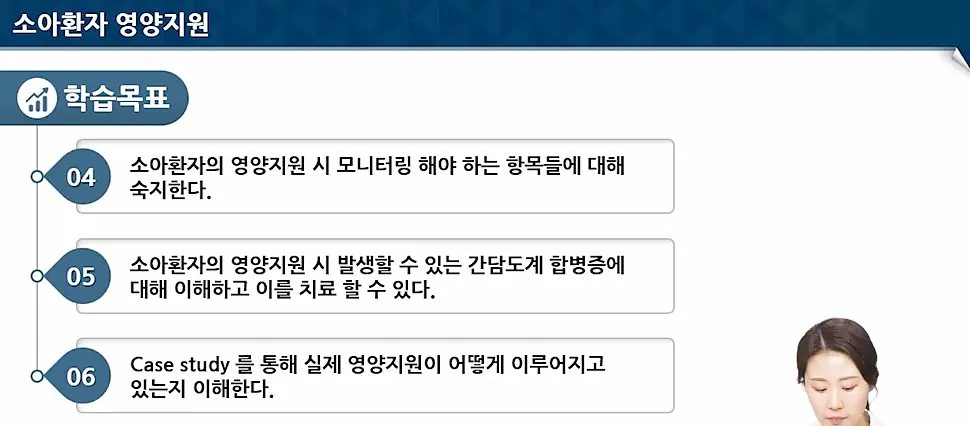 소아환자 영양지원
학습목표
04
소아환자의 영양지원 시 모니터링 해야 하는 항목들에 대해
숙지한다.
05
소아환자의 영양지원 시 발생할 수 있는 간담도계 합병증에
대해 이해하고 이를 치료 할 수 있다.
06
Case study 를 통해 실제 영양지원이 어떻게 이루어지고
있는지 이해한다.